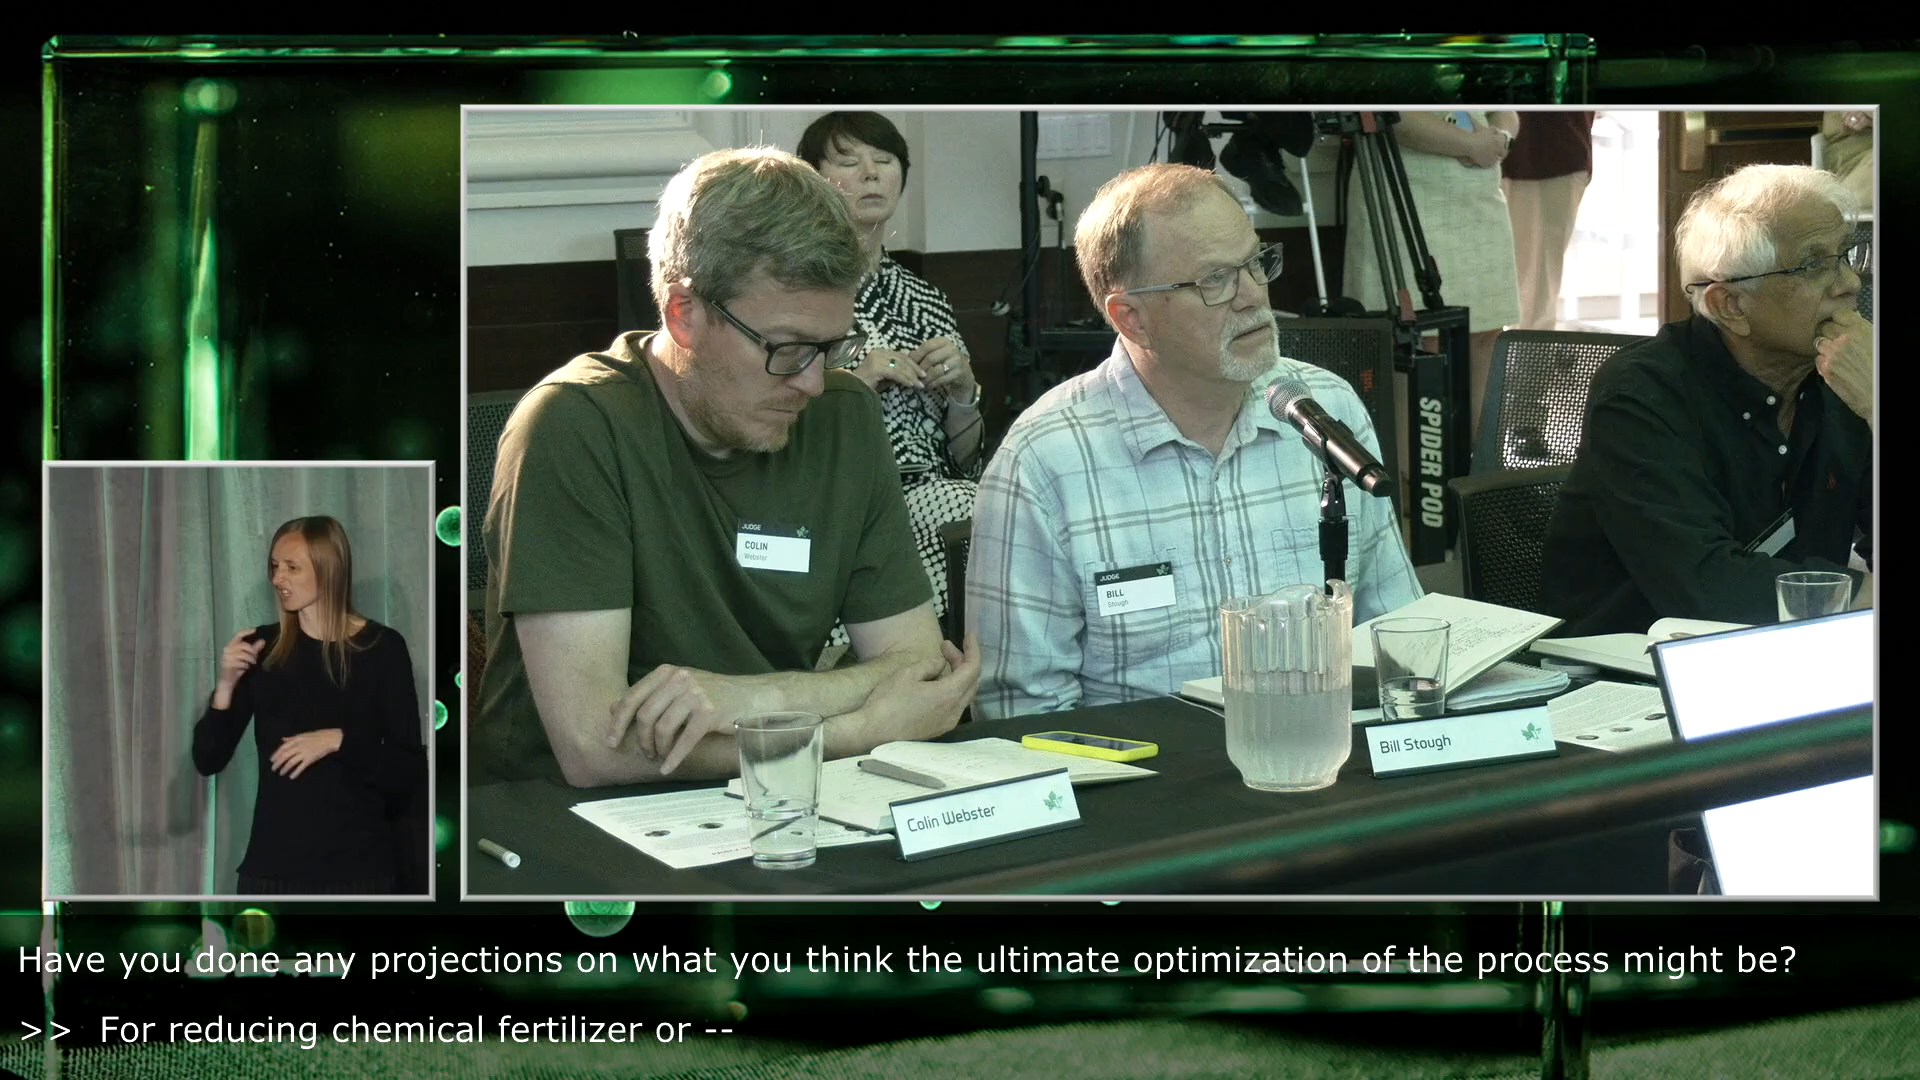 SPIDER POD
JUDGE
COLIN
Webster
JUDGE
BILL
Stough
Bill Stough
Colin Webster
Have you done any projections on what you think the ultimate optimization of the process might be?
>> For reducing chemical fertilizer or --